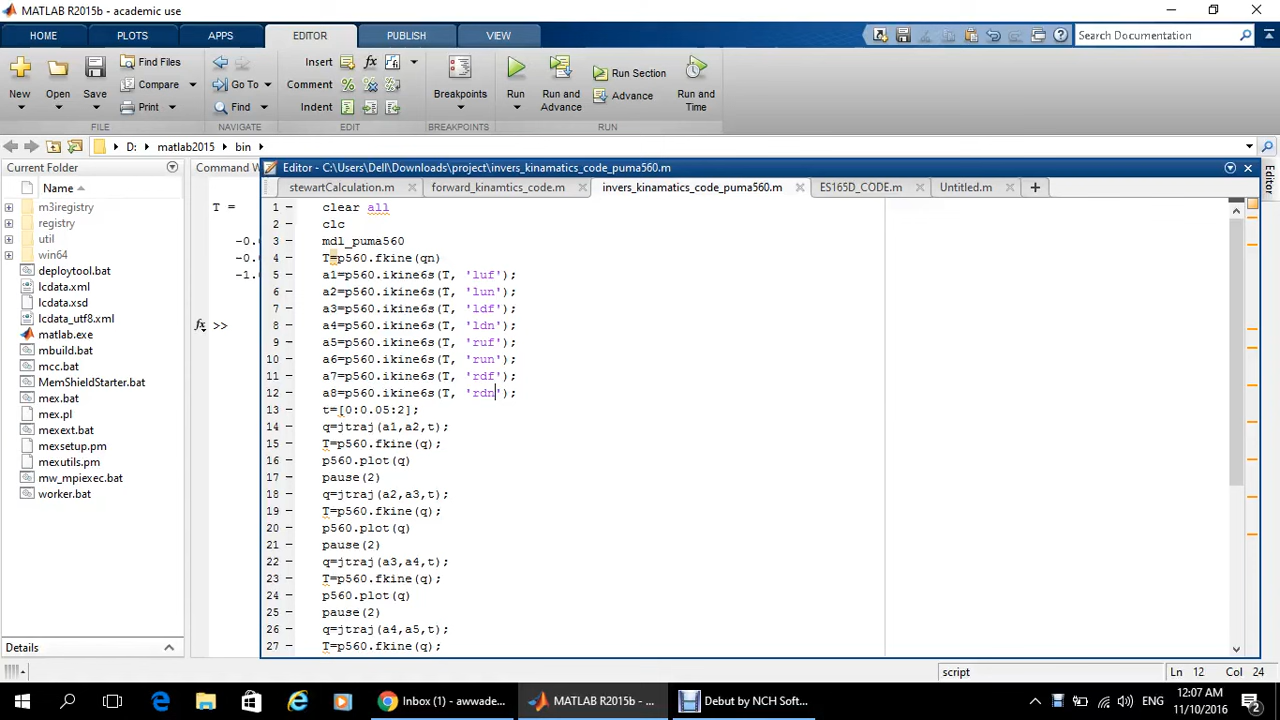 MATLAB R2015b - academic use
HOME PLOTS APPS EDITOR PUBLISH VIEW
Search Documentation
New Open Save
Find Files
Compare
Print
Go To
Find
Insert fx
Comment
Indent
Breakpoints
Run
Run and Advance
Run Section
Advance
Run and Time
FILE NAVIGATE EDIT BREAKPOINTS RUN
D: matlab2015 bin
Current Folder
Name
m3iregistry
registry
util
win64
deploytool.bat
lcdata.xml
lcdata.xsd
lcdata_utf8.xml
matlab.exe
mbuild.bat
mcc.bat
MemShieldStarter.bat
mex.bat
mex.pl
mexext.bat
mexsetup.pm
mexutils.pm
mw_mpiexec.bat
worker.bat
Details
Command W
T =
-0.
-0.
-1.
fx >>
Editor - C:\Users\Dell\Downloads\project\invers_kinamatics_code_puma560.m
stewartCalculation.m forward_kinamtics_code.m invers_kinamatics_code_puma560.m ES165D_CODE.m Untitled.m
Editor
1 clear all
2 clc
3 mdl_puma560
4 T=p560.fkine(qn)
5 a1=p560.ikine6s(T, 'luf');
6 a2=p560.ikine6s(T, 'lun');
7 a3=p560.ikine6s(T, 'ldf');
8 a4=p560.ikine6s(T, 'ldn');
9 a5=p560.ikine6s(T, 'ruf');
10 a6=p560.ikine6s(T, 'run');
11 a7=p560.ikine6s(T, 'rdf');
12 a8=p560.ikine6s(T, 'rdn');
13 t=[0:0.05:2];
14 q=jtraj(a1,a2,t);
15 T=p560.fkine(q);
16 p560.plot(q)
17 pause(2)
18 q=jtraj(a2,a3,t);
19 T=p560.fkine(q);
20 p560.plot(q)
21 pause(2)
22 q=jtraj(a3,a4,t);
23 T=p560.fkine(q);
24 p560.plot(q)
25 pause(2)
26 q=jtraj(a4,a5,t);
27 T=p560.fkine(q);
script Ln 12 Col 24
Inbox (1) - awwade... MATLAB R2015b - ... Debut by NCH Soft...
ENG
12:07 AM
11/10/2016
2